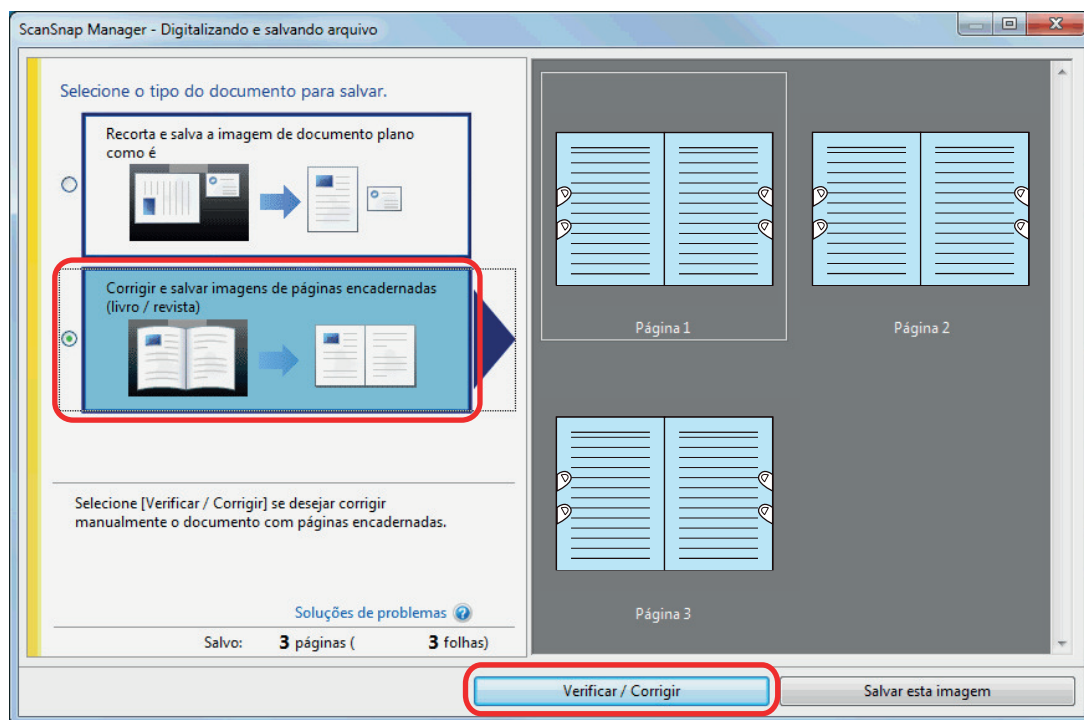 ScanSnap Manager - Digitalizando e salvando arquivo
Selecione o tipo do documento para salvar.
Recorta e salva a imagem de documento plano
como é
Corrigir e salvar imagens de páginas encadernadas
(livro / revista)
Selecione [Verificar / Corrigir] se desejar corrigir
manualmente o documento com páginas encadernadas.
Soluções de problemas
Salvo: 3 páginas ( 3 folhas)
Página 1
Página 2
Página 3
Verificar / Corrigir
Salvar esta imagem